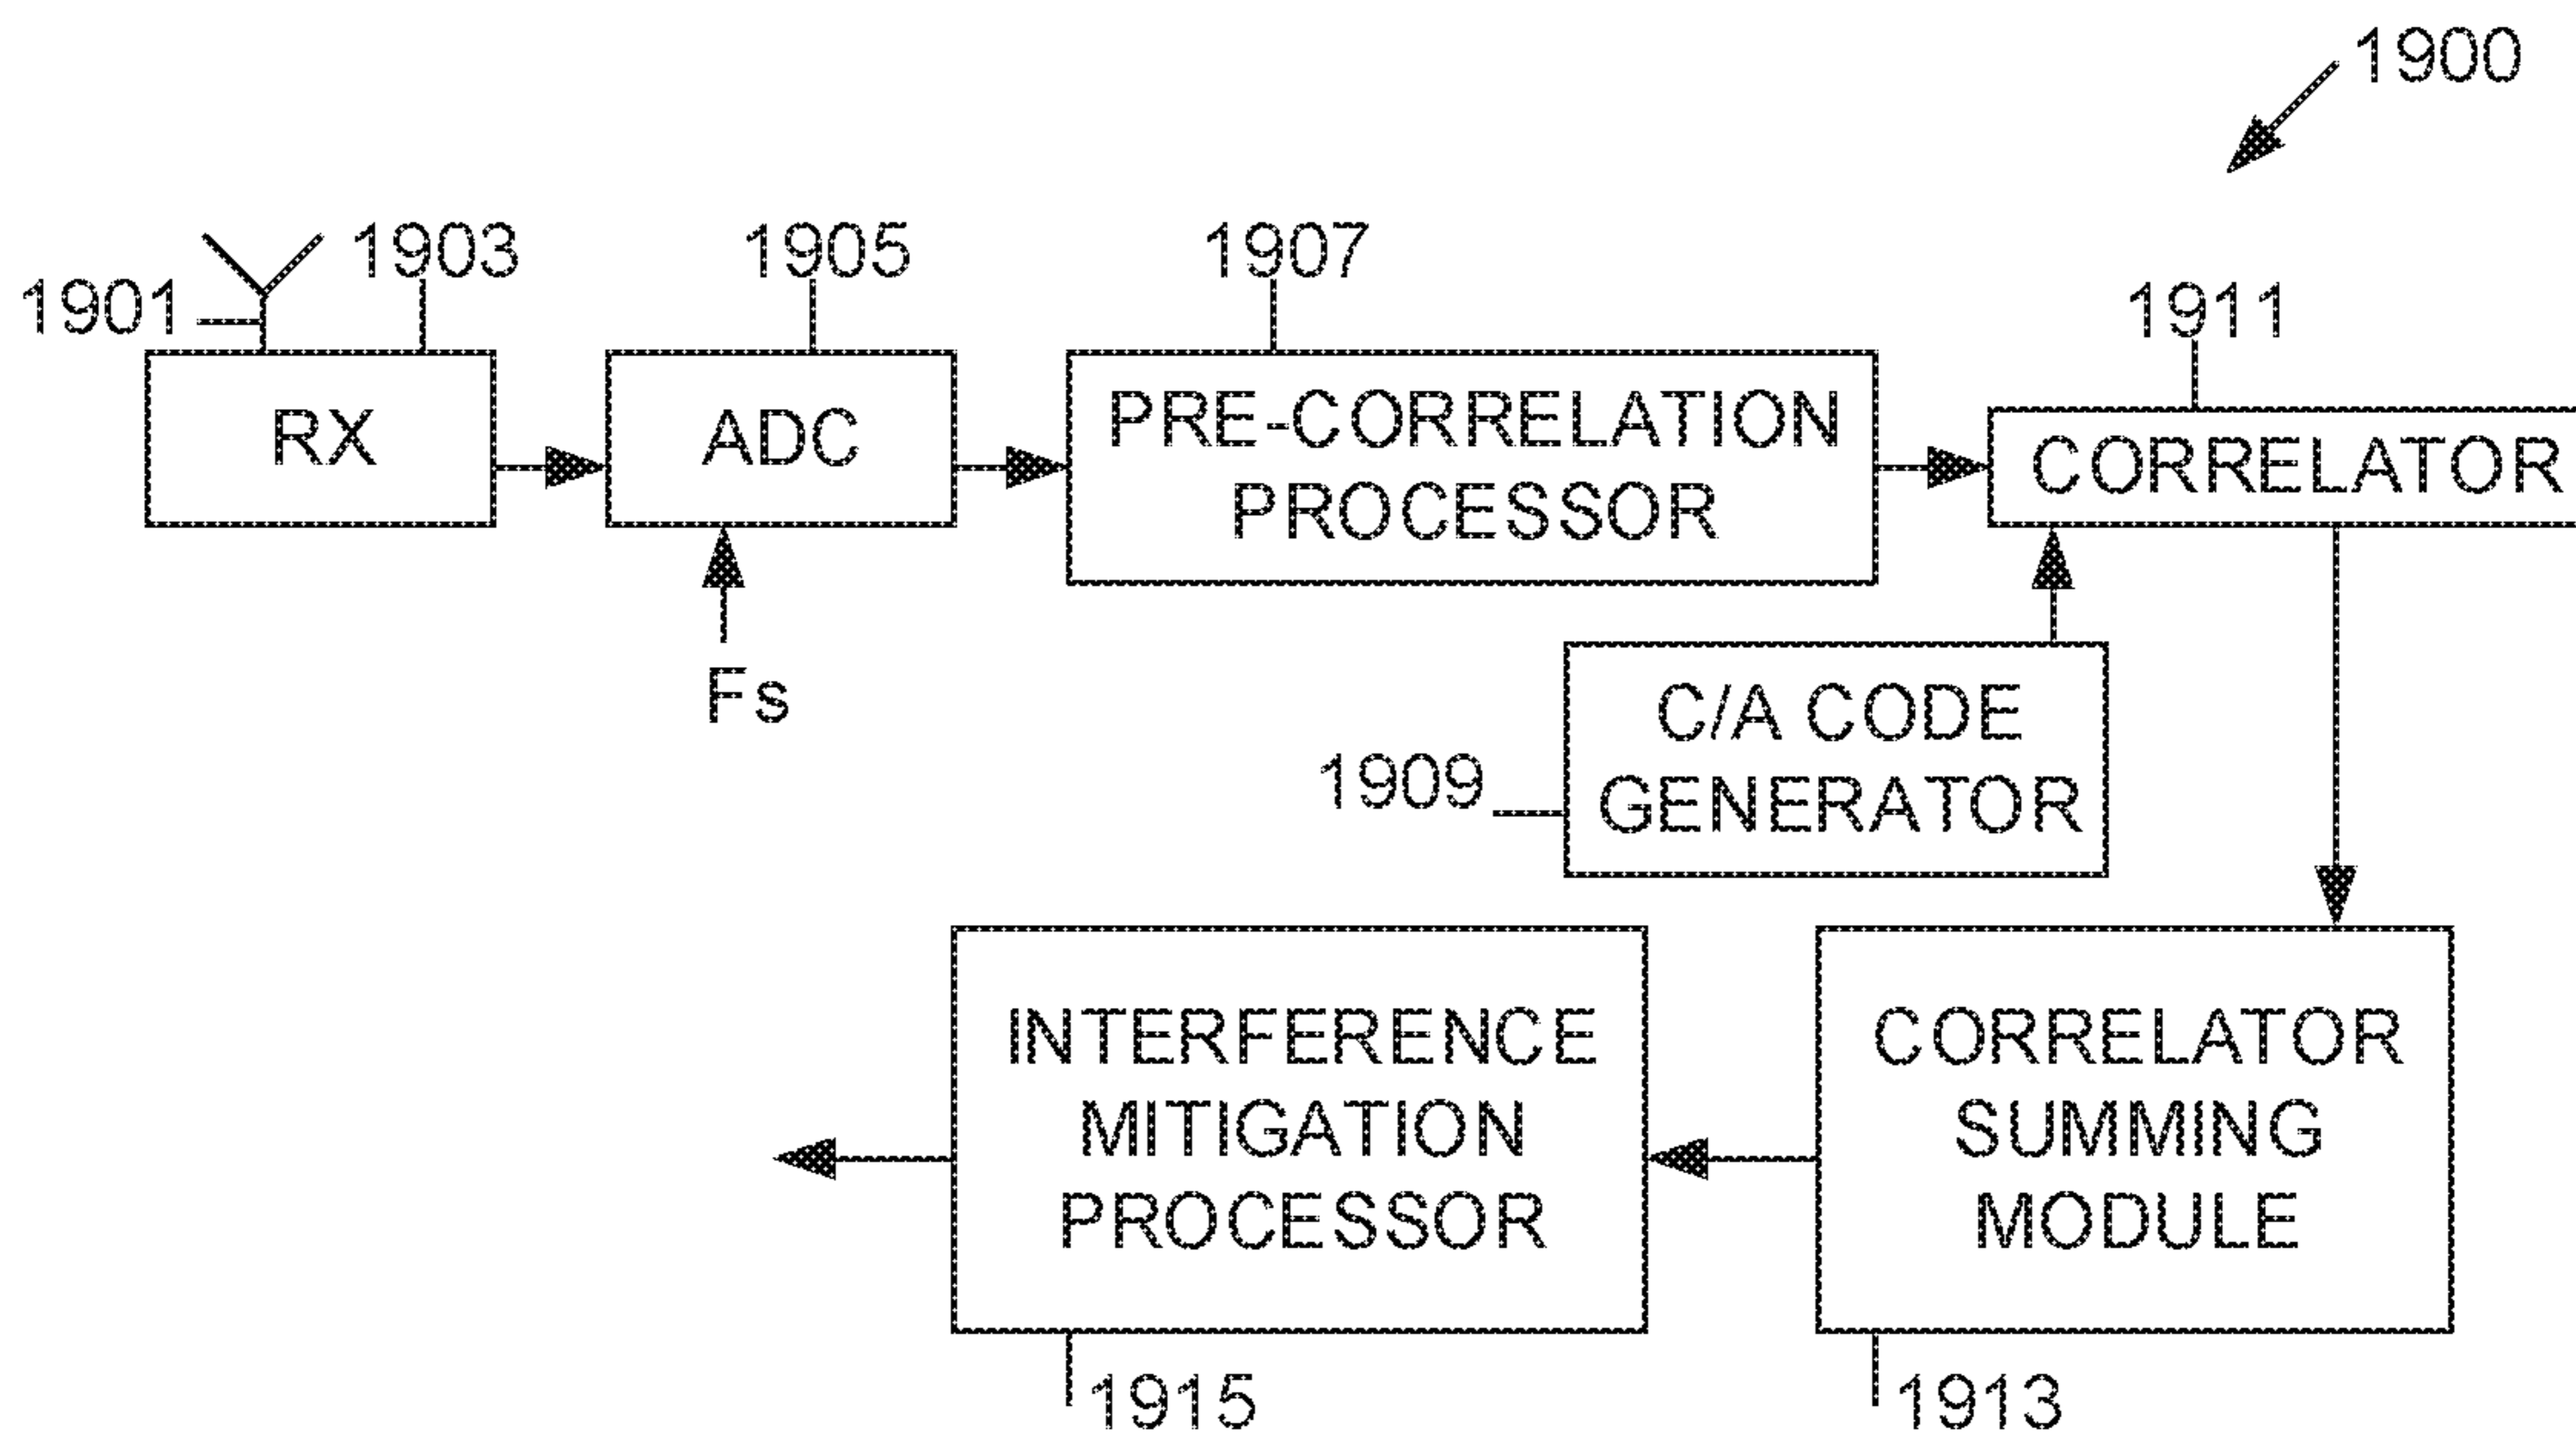 1900
1901
1903
1905
1907
1911
RX
ADC
PRE-CORRELATION
PROCESSOR
CORRELATOR
Fs
C/A CODE
GENERATOR
1909
INTERFERENCE
MITIGATION
PROCESSOR
CORRELATOR
SUMMING
MODULE
1915
1913